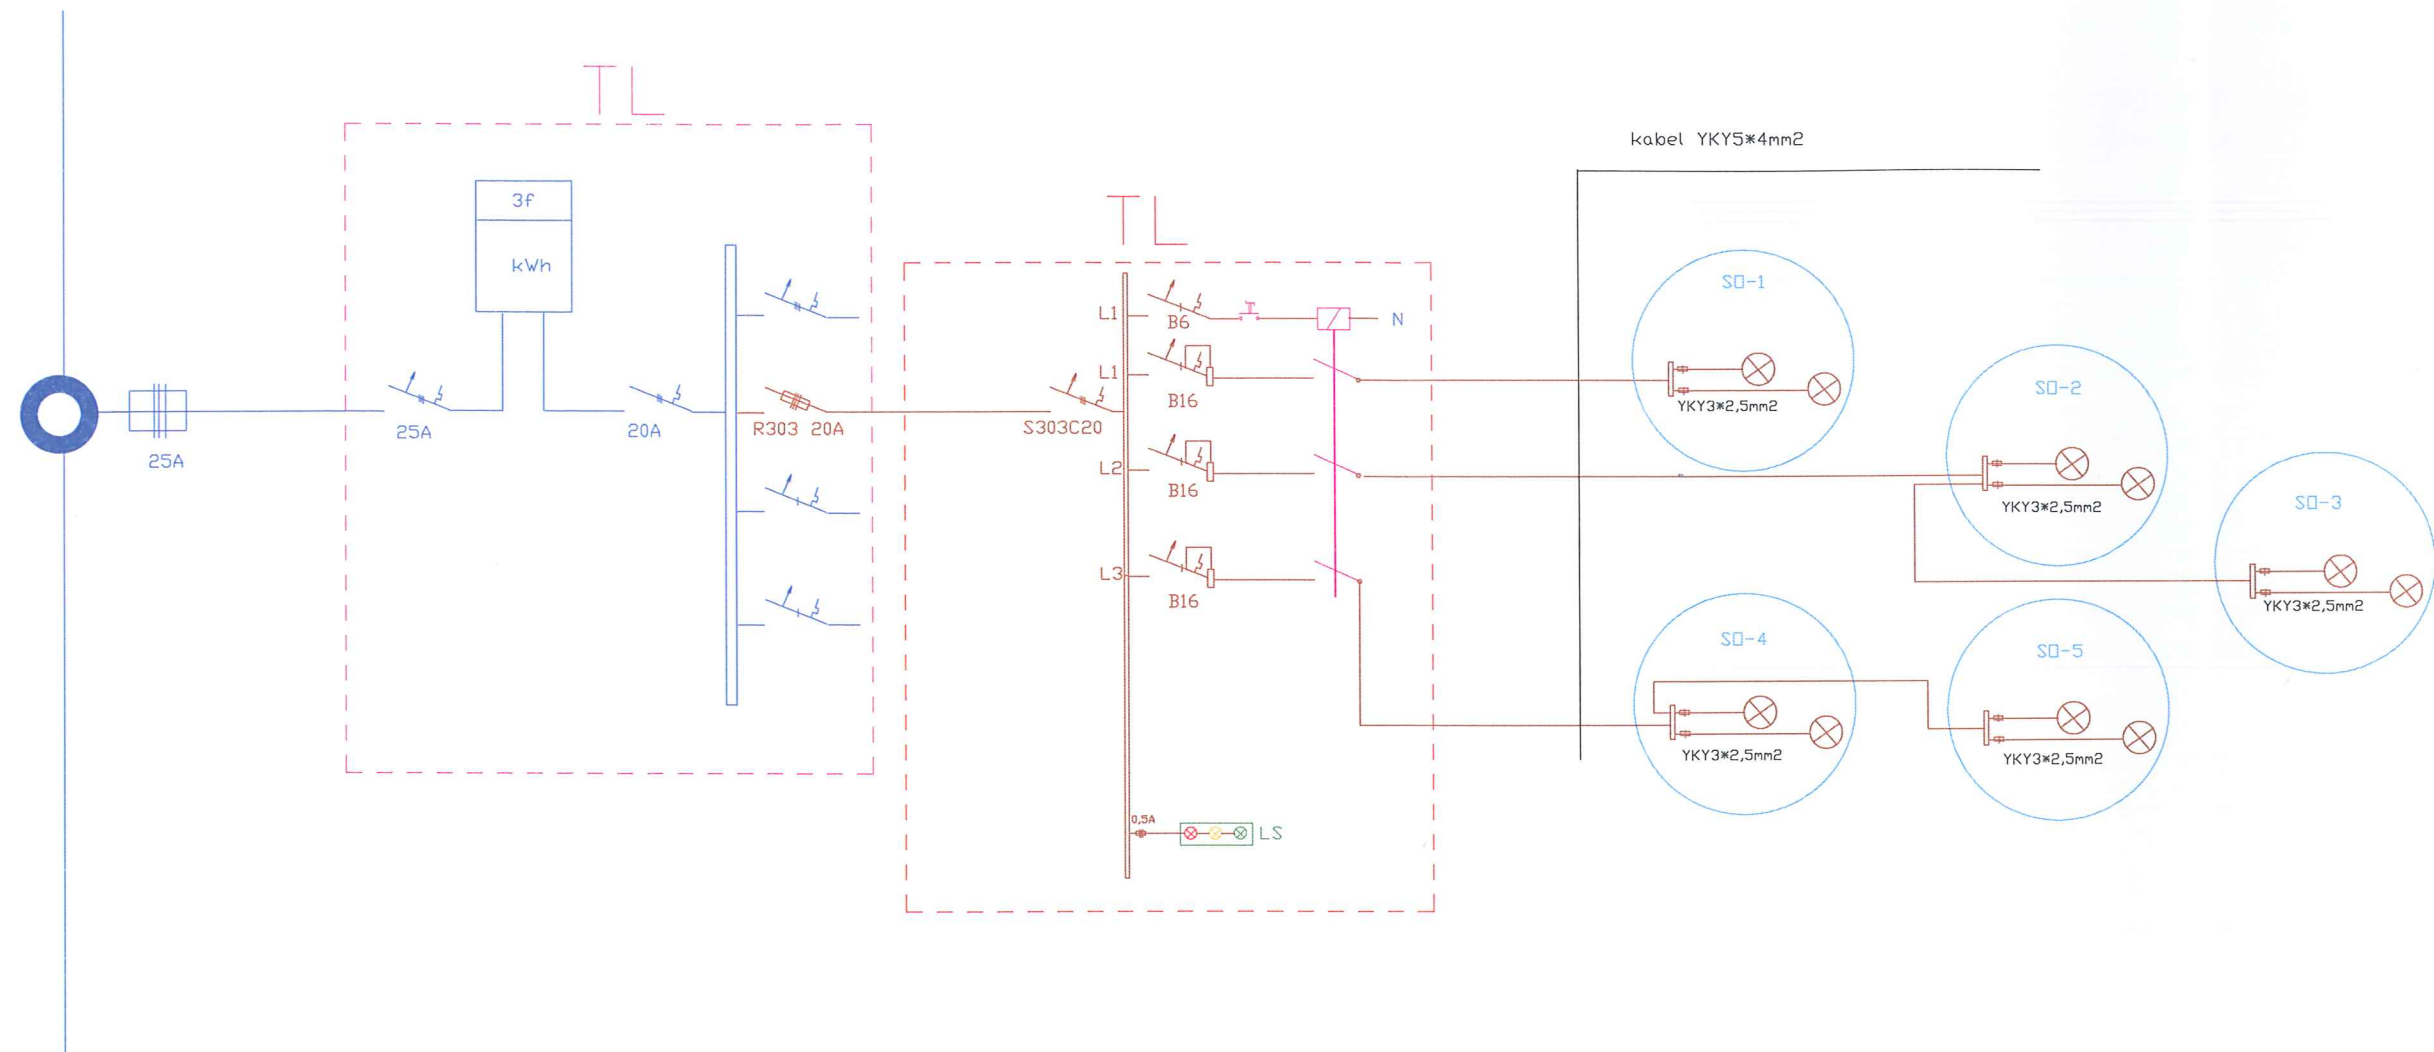 TL
3f
kWh
25A
25A
20A
R303 20A
TL
S303C20
L1
B6
N
L1
B16
L2
B16
L3
B16
0,5A
LS
kabel YKY5*4mm2
SO-1
YKY3*2,5mm2
SO-2
YKY3*2,5mm2
SO-3
YKY3*2,5mm2
SO-4
YKY3*2,5mm2
SO-5
YKY3*2,5mm2